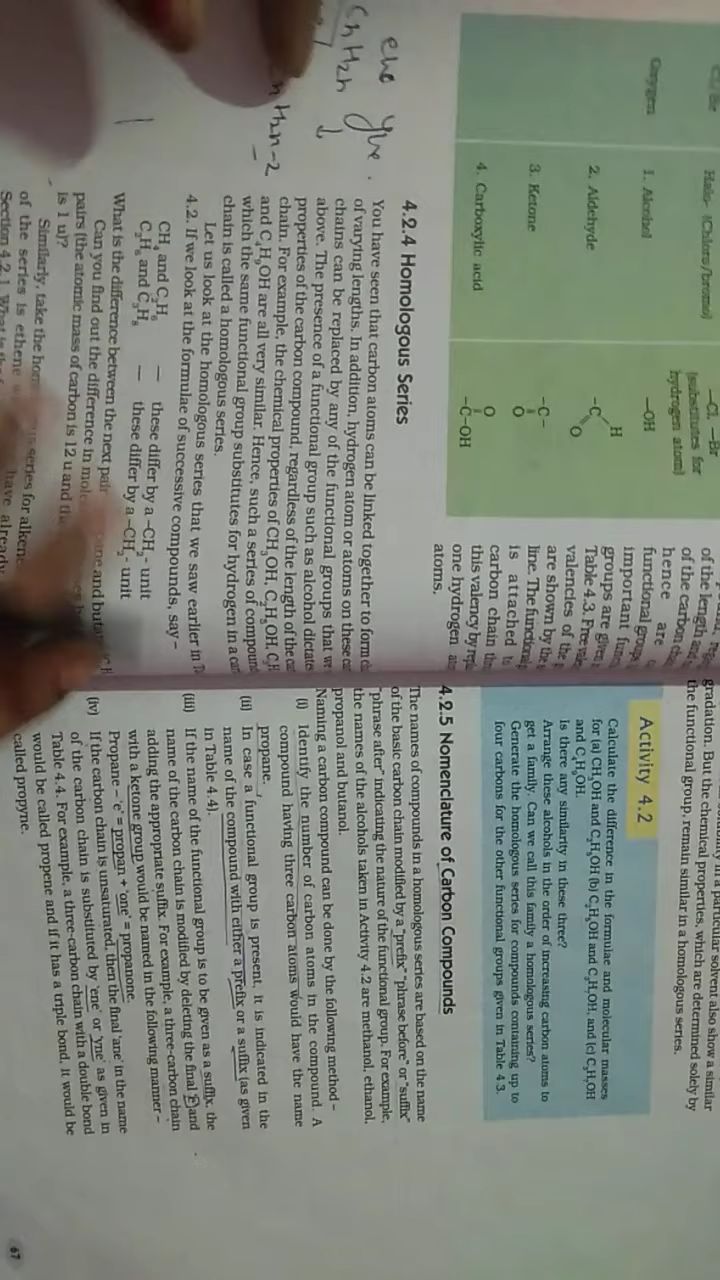 Oxygen
Halo- (Chloro/bromo)
—Cl, —Br
(substitutes for
hydrogen atom)
1. Alcohol
—OH
2. Aldehyde
H
-C
O
3. Ketone
-C-
O
4. Carboxylic acid
O
-C-OH
of the length and
of the carbon
hence are
functional group
important
groups are given
Table 4.3. Free
valencies of the
are shown by the
line. The functional
is attached to
carbon chain
this valency by
one hydrogen
atoms.
ene yne
CnH2n
↓
H2n-2
4.2.4 Homologous Series
You have seen that carbon atoms can be linked together to form
of varying lengths. In addition, hydrogen atom or atoms on these
chains can be replaced by any of the functional groups that we
above. The presence of a functional group such as alcohol dictates
properties of the carbon compound, regardless of the length of the
chain. For example, the chemical properties of CH₃OH, C₂H₅OH,
and C₄H₉OH are all very similar. Hence, such a series of compounds
which the same functional group substitutes for hydrogen in a
chain is called a homologous series.
Let us look at the homologous series that we saw earlier in
4.2. If we look at the formulae of successive compounds, say –
CH₄ and C₂H₆ — these differ by a –CH₂- unit
C₂H₆ and C₃H₈ — these differ by a –CH₂- unit
What is the difference between the next pair
Can you find out the difference in
pairs (the atomic mass of carbon is 12 u and
is 1 u)?
Similarly, take the series for
of the series is ethene have already
Section 4.2.1. What is
gradation. But the chemical properties, which are determined solely by
the functional group, remain similar in a homologous series.
in a particular solvent also show a similar
Activity 4.2
Calculate the difference in the formulae and molecular masses
for (a) CH₃OH and C₂H₅OH (b) C₂H₅OH and C₃H₇OH, and (c) C₃H₇OH
and C₄H₉OH.
Is there any similarity in these three?
Arrange these alcohols in the order of increasing carbon atoms to
get a family. Can we call this family a homologous series?
Generate the homologous series for compounds containing up to
four carbons for the other functional groups given in Table 4.3.
4.2.5 Nomenclature of Carbon Compounds
The names of compounds in a homologous series are based on the name
of the basic carbon chain modified by a "prefix" "phrase before" or "suffix"
"phrase after" indicating the nature of the functional group. For example,
the names of the alcohols taken in Activity 4.2 are methanol, ethanol,
propanol and butanol.
Naming a carbon compound can be done by the following method –
(i) Identify the number of carbon atoms in the compound. A
compound having three carbon atoms would have the name
propane.
(ii) In case a functional group is present, it is indicated in the
name of the compound with either a prefix or a suffix (as given
in Table 4.4).
(iii) If the name of the functional group is to be given as a suffix, the
name of the carbon chain is modified by deleting the final 'e' and
adding the appropriate suffix. For example, a three-carbon chain
with a ketone group would be named in the following manner –
Propane – 'e' = propan + 'one' = propanone.
(iv) If the carbon chain is unsaturated, then the final 'ane' in the name
of the carbon chain is substituted by 'ene' or 'yne' as given in
Table 4.4. For example, a three-carbon chain with a double bond
would be called propene and if it has a triple bond, it would be
called propyne.
67